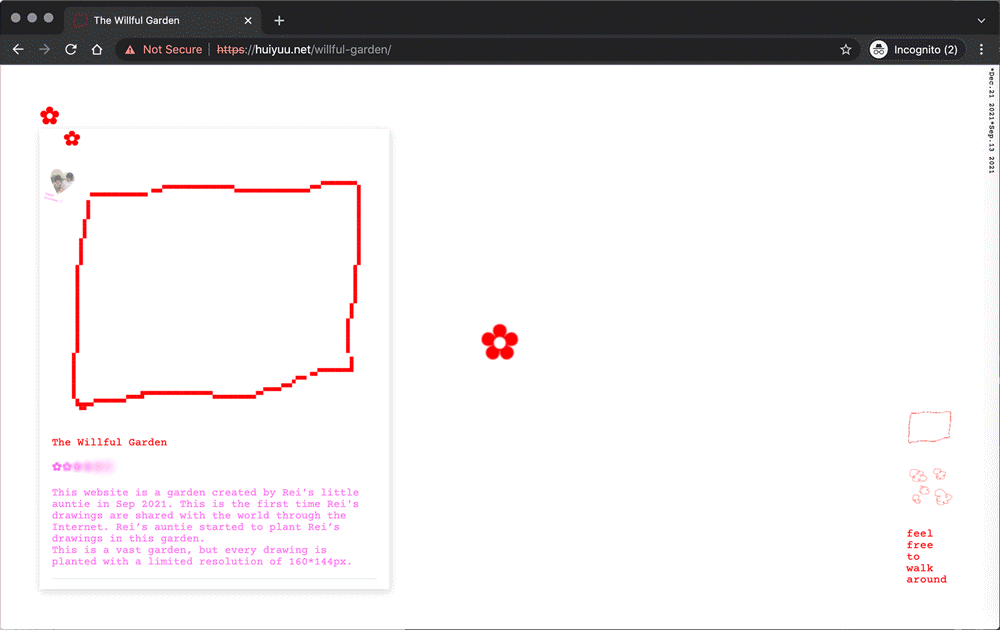 The Willful Garden
Not Secure https://huiyuu.net/willful-garden/ Incognito (2)
*Dec.21 2021*Sep.13 2021
The Willful Garden
This website is a garden created by Rei's little
auntie in Sep 2021. This is the first time Rei's
drawings are shared with the world through the
Internet. Rei's auntie started to plant Rei's
drawings in this garden.
This is a vast garden, but every drawing is
planted with a limited resolution of 160*144px.
feel
free
to
walk
around